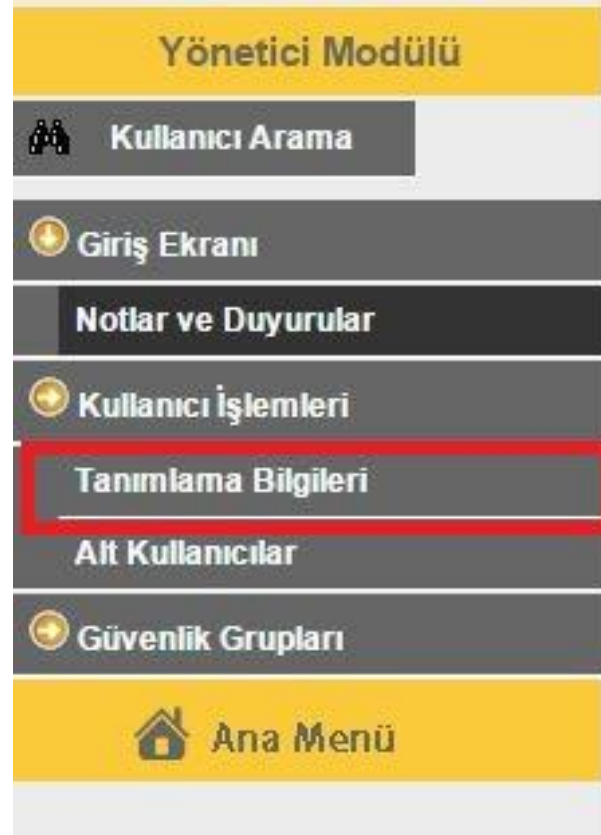 Yönetici Modülü
Kullanıcı Arama
Giriş Ekranı
Notlar ve Duyurular
Kullanıcı İşlemleri
Tanımlama Bilgileri
Alt Kullanıcılar
Güvenlik Grupları
Ana Menü